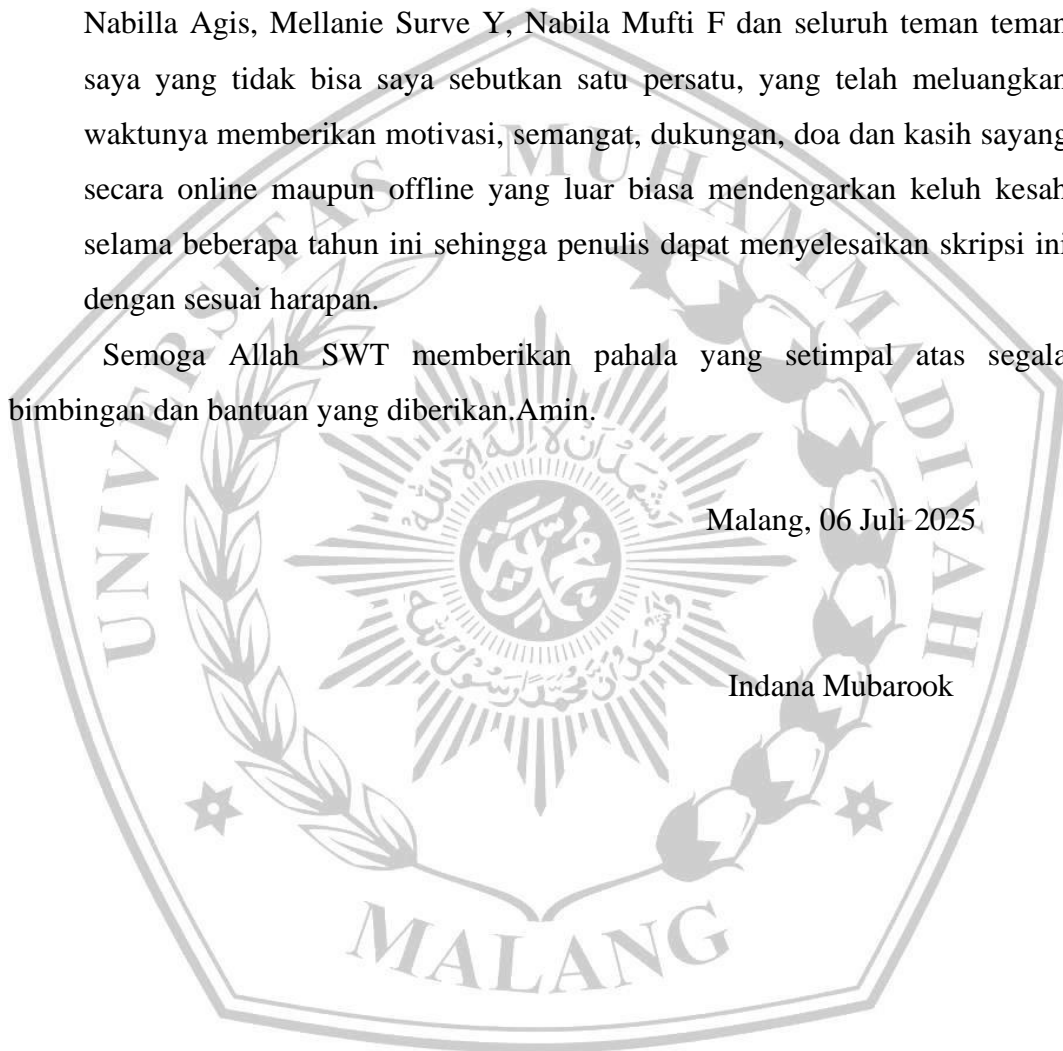 Nabilla Agis, Mellanie Surve Y, Nabila Mufti F dan seluruh teman teman
saya yang tidak bisa saya sebutkan satu persatu, yang telah meluangkan
waktunya memberikan motivasi, semangat, dukungan, doa dan kasih sayang
secara online maupun offline yang luar biasa mendengarkan keluh kesah
selama beberapa tahun ini sehingga penulis dapat menyelesaikan skripsi ini
dengan sesuai harapan.
Semoga Allah SWT memberikan pahala yang setimpal atas segala
bimbingan dan bantuan yang diberikan.Amin.
Malang, 06 Juli 2025
Indana Mubarook
UNIVERSITAS MUHAMMADIYAH
MALANG